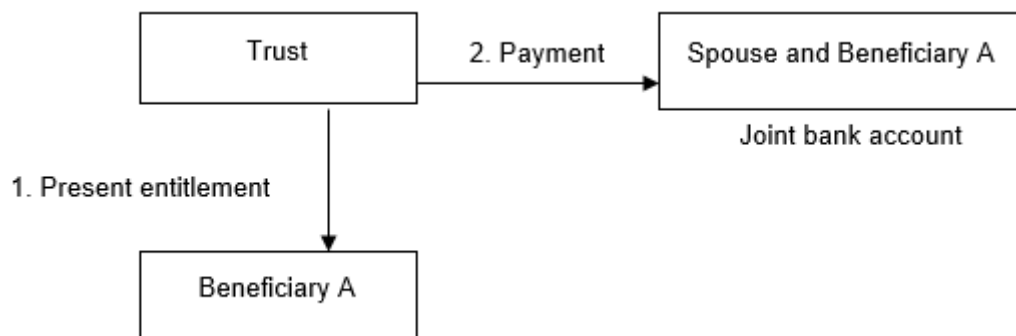 Trust
2. Payment
Spouse and Beneficiary A
Joint bank account
1. Present entitlement
Beneficiary A